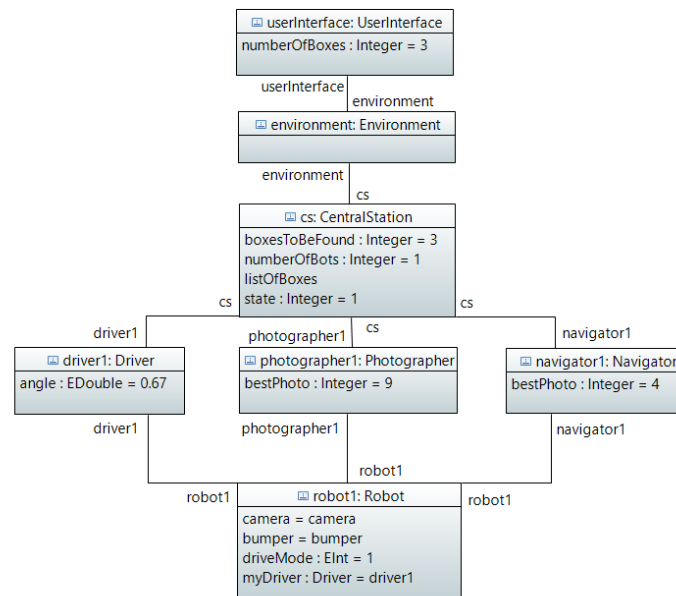 userInterface: UserInterface
numberOfBoxes : Integer = 3
userInterface
environment
environment: Environment
environment
cs
cs: CentralStation
boxesToBeFound : Integer = 3
numberOfBots : Integer = 1
listOfBoxes
state : Integer = 1
cs
cs
cs
driver1
photographer1
navigator1
driver1: Driver
angle : EDouble = 0.67
photographer1: Photographer
bestPhoto : Integer = 9
navigator1: Navigator
bestPhoto : Integer = 4
driver1
photographer1
navigator1
robot1
robot1
robot1
robot1: Robot
camera = camera
bumper = bumper
driveMode : EInt = 1
myDriver : Driver = driver1